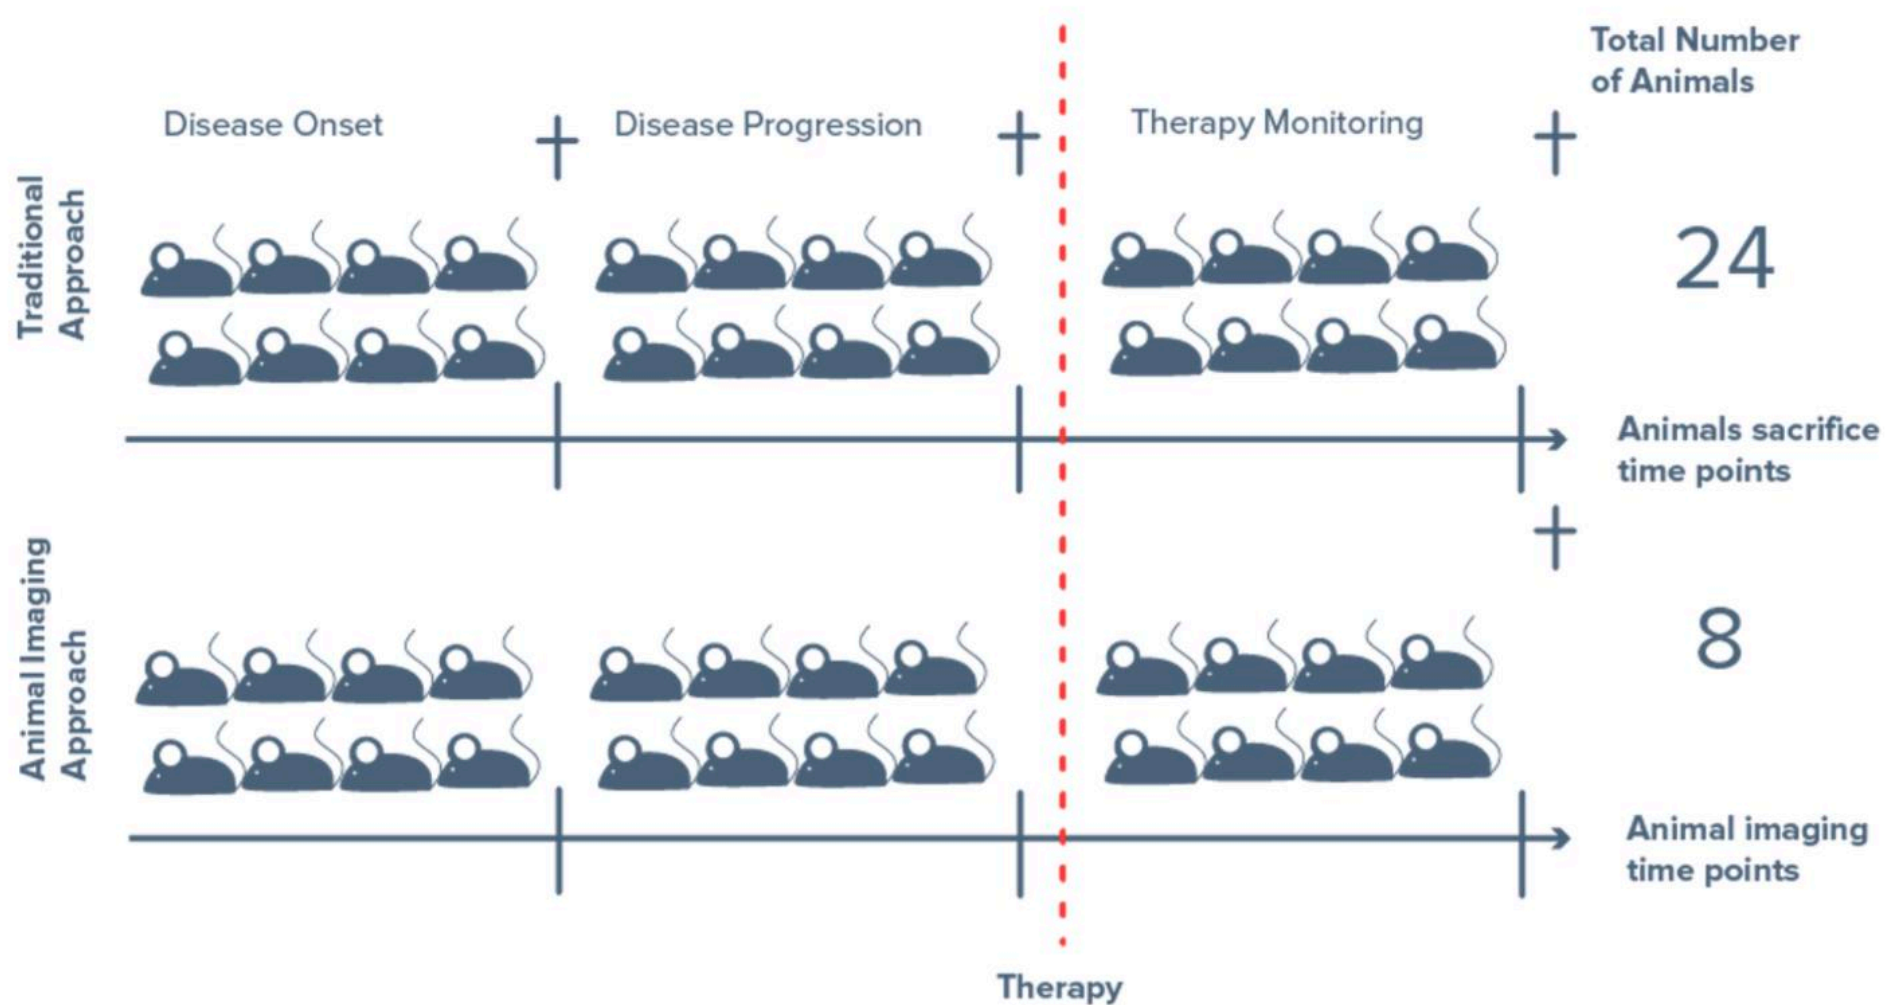 Total Number
of Animals
Disease Onset
Disease Progression
Therapy Monitoring
Traditional
Approach
24
Animals sacrifice
time points
Animal Imaging
Approach
8
Animal imaging
time points
Therapy